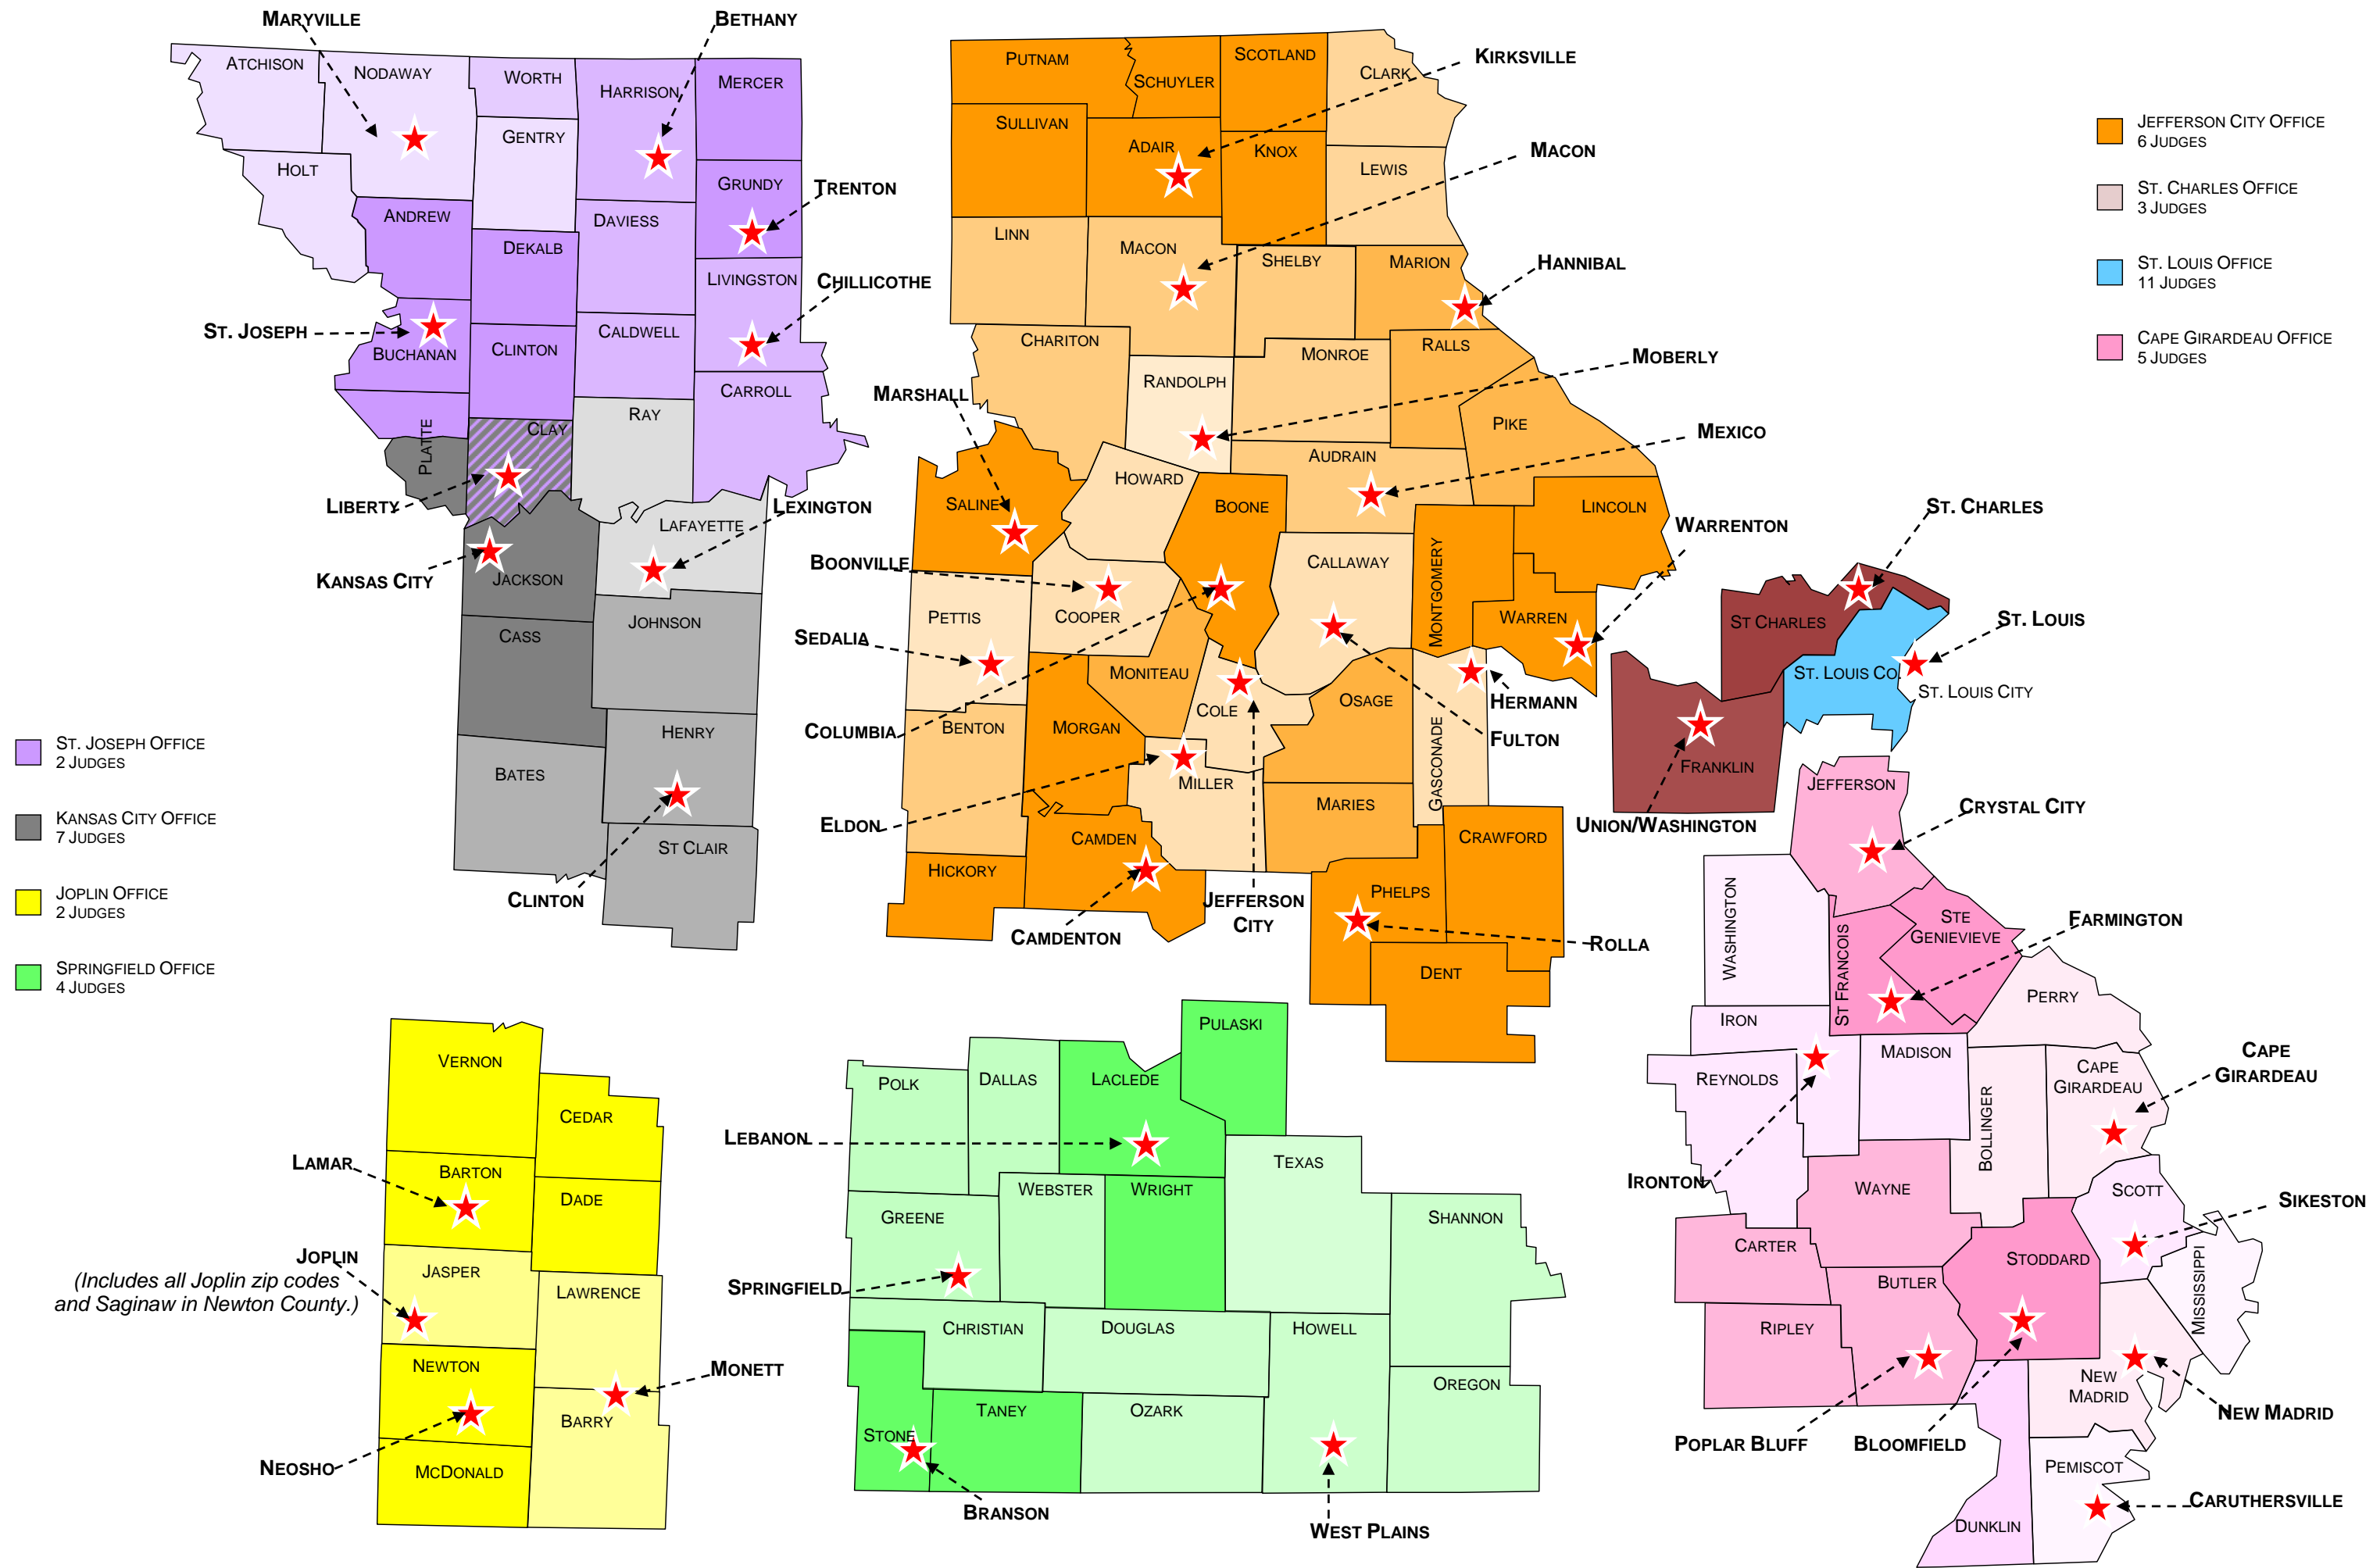 MARYVILLE
BETHANY
ATCHISON
NODAWAY
WORTH
HARRISON
MERCER
GENTRY
HOLT
GRUNDY
TRENTON
ANDREW
DAVIESS
DEKALB
LIVINGSTON
CHILLICOTHE
ST. JOSEPH
BUCHANAN
CLINTON
CALDWELL
CARROLL
PLATTE
CLAY
RAY
LIBERTY
LEXINGTON
LAFAYETTE
KANSAS CITY
JACKSON
CASS
JOHNSON
HENRY
BATES
ST CLAIR
CLINTON
ST. JOSEPH OFFICE
2 JUDGES
KANSAS CITY OFFICE
7 JUDGES
JOPLIN OFFICE
2 JUDGES
SPRINGFIELD OFFICE
4 JUDGES
PUTNAM
SCHUYLER
SCOTLAND
CLARK
KIRKSVILLE
SULLIVAN
ADAIR
KNOX
LEWIS
MACON
LINN
MACON
SHELBY
MARION
HANNIBAL
CHARITON
RANDOLPH
MONROE
RALLS
MOBERLY
MARSHALL
PIKE
MEXICO
AUDRAIN
HOWARD
SALINE
BOONE
LINCOLN
WARRENTON
BOONVILLE
CALLAWAY
MONTGOMERY
WARREN
PETTIS
COOPER
SEDALIA
MONITEAU
OSAGE
HERMANN
COLE
COLUMBIA
BENTON
MORGAN
FULTON
GASCONADE
MILLER
MARIES
ELDON
CAMDEN
CRAWFORD
HICKORY
PHELPS
JEFFERSON
CITY
CAMDENTON
ROLLA
DENT
JEFFERSON CITY OFFICE
6 JUDGES
ST. CHARLES OFFICE
3 JUDGES
ST. LOUIS OFFICE
11 JUDGES
CAPE GIRARDEAU OFFICE
5 JUDGES
ST. CHARLES
ST CHARLES
ST. LOUIS
ST. LOUIS CO.
ST. LOUIS CITY
FRANKLIN
UNION/WASHINGTON
JEFFERSON
CRYSTAL CITY
WASHINGTON
ST FRANCOIS
STE
GENIEVIEVE
FARMINGTON
PERRY
IRON
MADISON
REYNOLDS
CAPE
GIRARDEAU
CAPE
GIRARDEAU
BOLLINGER
IRONTON
WAYNE
SCOTT
SIKESTON
CARTER
STODDARD
MISSISSIPPI
BUTLER
RIPLEY
NEW
MADRID
NEW MADRID
POPLAR BLUFF
BLOOMFIELD
PEMISCOT
CARUTHERSVILLE
DUNKLIN
VERNON
CEDAR
LAMAR
BARTON
DADE
JOPLIN
(Includes all Joplin zip codes
and Saginaw in Newton County.)
JASPER
LAWRENCE
NEWTON
MONETT
BARRY
NEOSHO
MCDONALD
PULASKI
POLK
DALLAS
LACLEDE
LEBANON
TEXAS
WEBSTER
WRIGHT
GREENE
SHANNON
SPRINGFIELD
CHRISTIAN
DOUGLAS
HOWELL
OREGON
STONE
TANEY
OZARK
BRANSON
WEST PLAINS